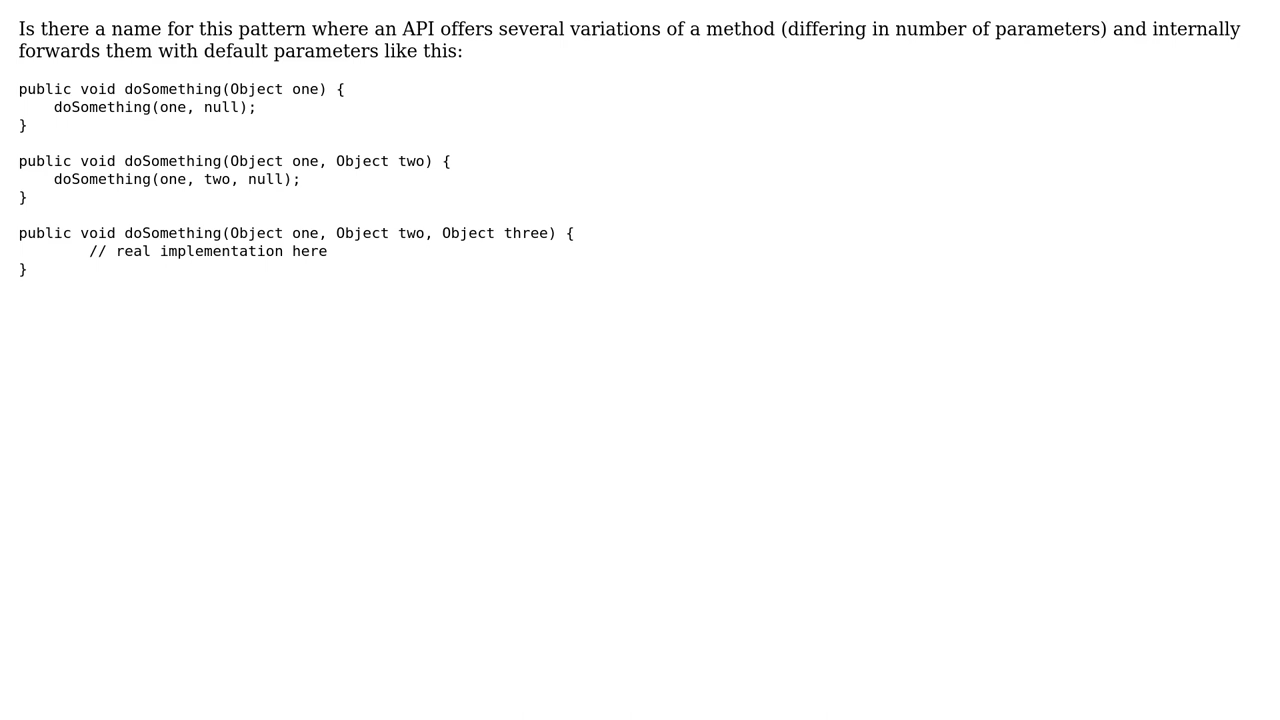 Is there a name for this pattern where an API offers several variations of a method (differing in number of parameters) and internally
forwards them with default parameters like this:
public void doSomething(Object one) {
    doSomething(one, null);
}
public void doSomething(Object one, Object two) {
    doSomething(one, two, null);
}
public void doSomething(Object one, Object two, Object three) {
        // real implementation here
}